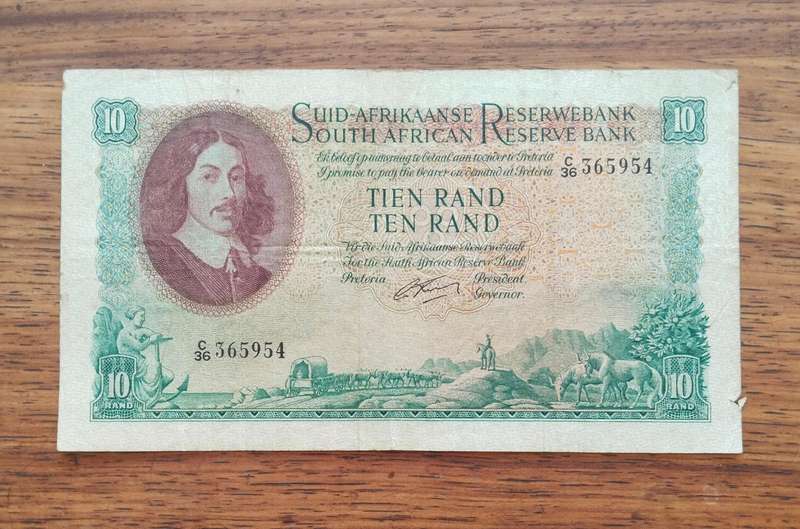 10
SUID-AFRIKAANSE RESERWEBANK
SOUTH AFRICAN RESERVE BANK
10
Ek beloof op aanvraag te betaal aan toonder te Pretoria
I promise to pay the bearer on demand at Pretoria
C/36 365954
TIEN RAND
TEN RAND
Vir die Suid-Afrikaanse Reserwebank
For the South African Reserve Bank
Pretoria President.
Governor.
C/36 365954
10
RAND
10
RAND